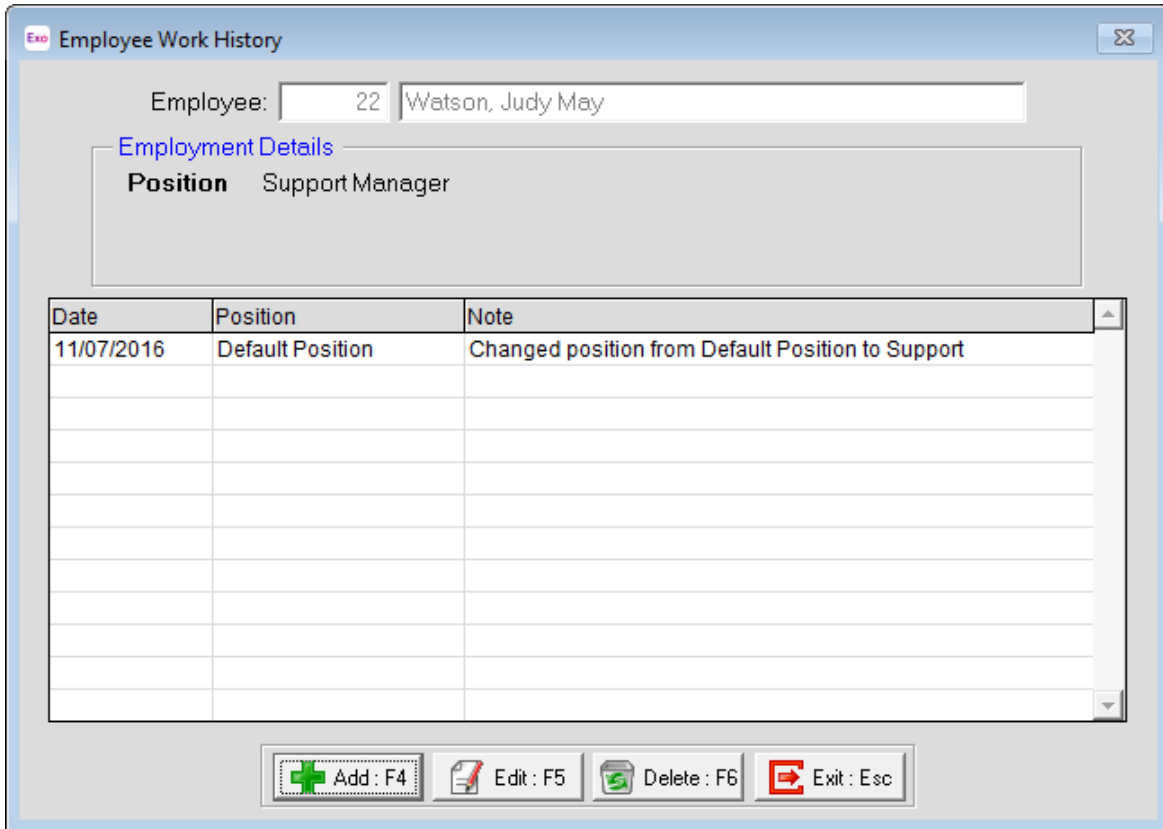 Exo Employee Work History
Employee: 22 Watson, Judy May
Employment Details
Position Support Manager
Date Position Note
11/07/2016 Default Position Changed position from Default Position to Support
Add : F4 Edit : F5 Delete : F6 Exit : Esc